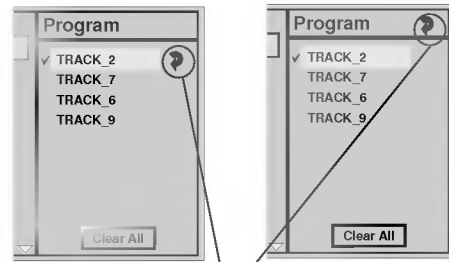 Program
✓ TRACK_2
TRACK_7
TRACK_6
TRACK_9
Clear All
Program
✓ TRACK_2
TRACK_7
TRACK_6
TRACK_9
Clear All